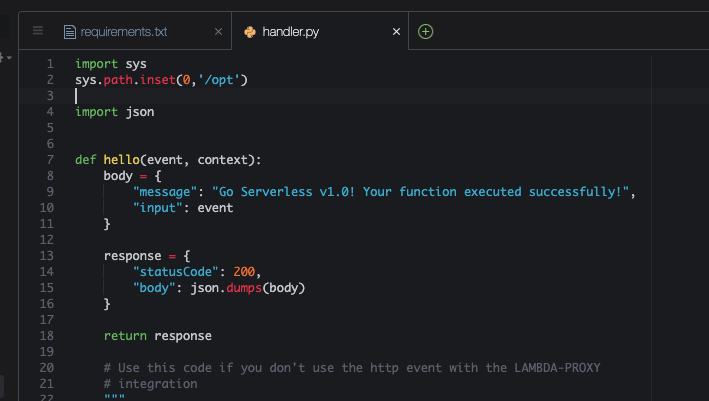 requirements.txt × handler.py ×
1 import sys
2 sys.path.inset(0,'/opt')
3
4 import json
5
6
7 def hello(event, context):
8 body = {
9 "message": "Go Serverless v1.0! Your function executed successfully!",
10 "input": event
11 }
12
13 response = {
14 "statusCode": 200,
15 "body": json.dumps(body)
16 }
17
18 return response
19
20 # Use this code if you don't use the http event with the LAMBDA-PROXY
21 # integration
22 """